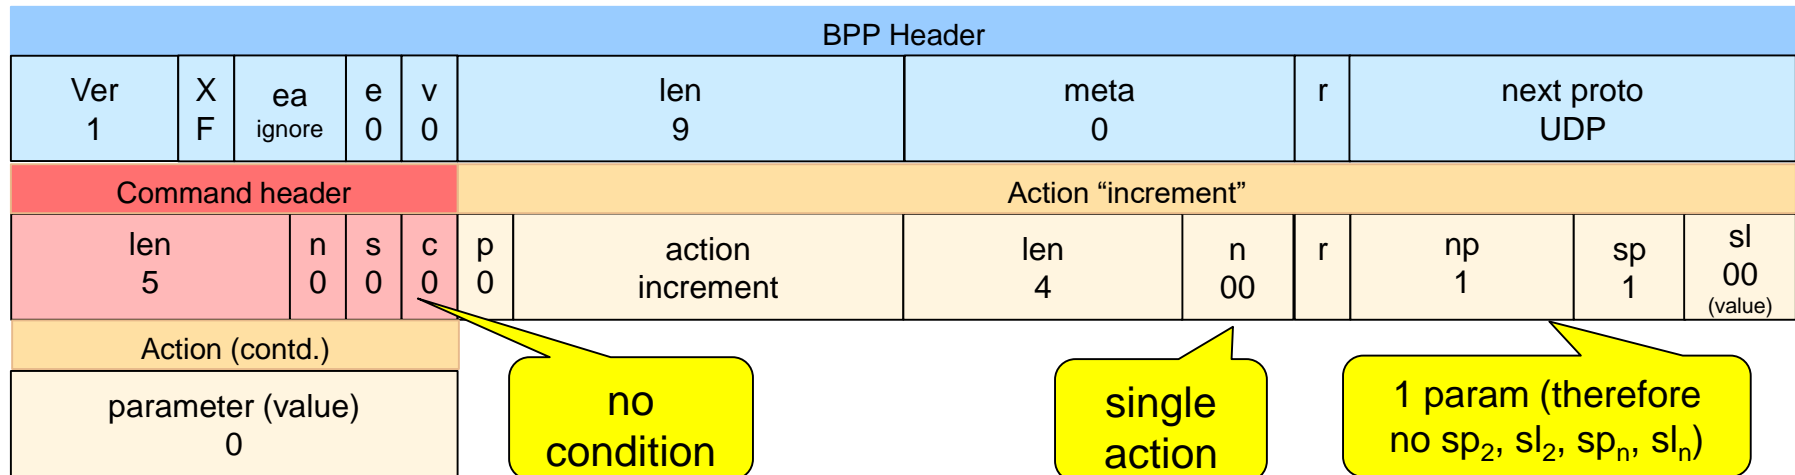 BPP Header
Ver X ea e v len meta r next proto
1 F ignore 0 0 9 0 UDP
Command header Action “increment”
len n s c p action len n r np sp sl
5 0 0 0 0 increment 4 00 1 1 00
(value)
Action (contd.)
parameter (value)
0
no
condition
single
action
1 param (therefore
no sp₂, sl₂, spₙ, slₙ)